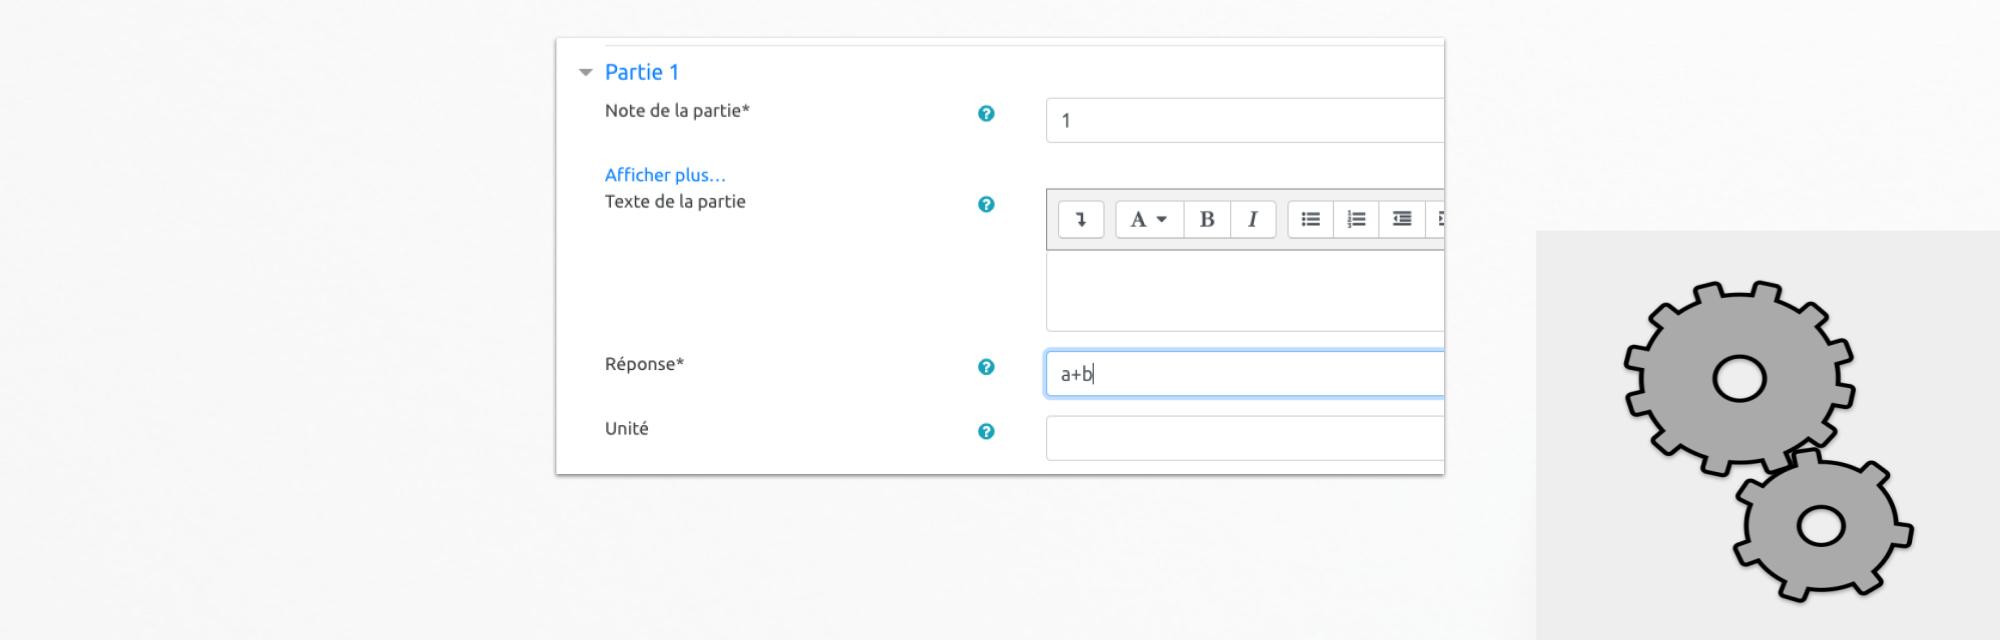 Partie 1
Note de la partie*
1
Afficher plus...
Texte de la partie
A B I
Réponse*
a+b
Unité